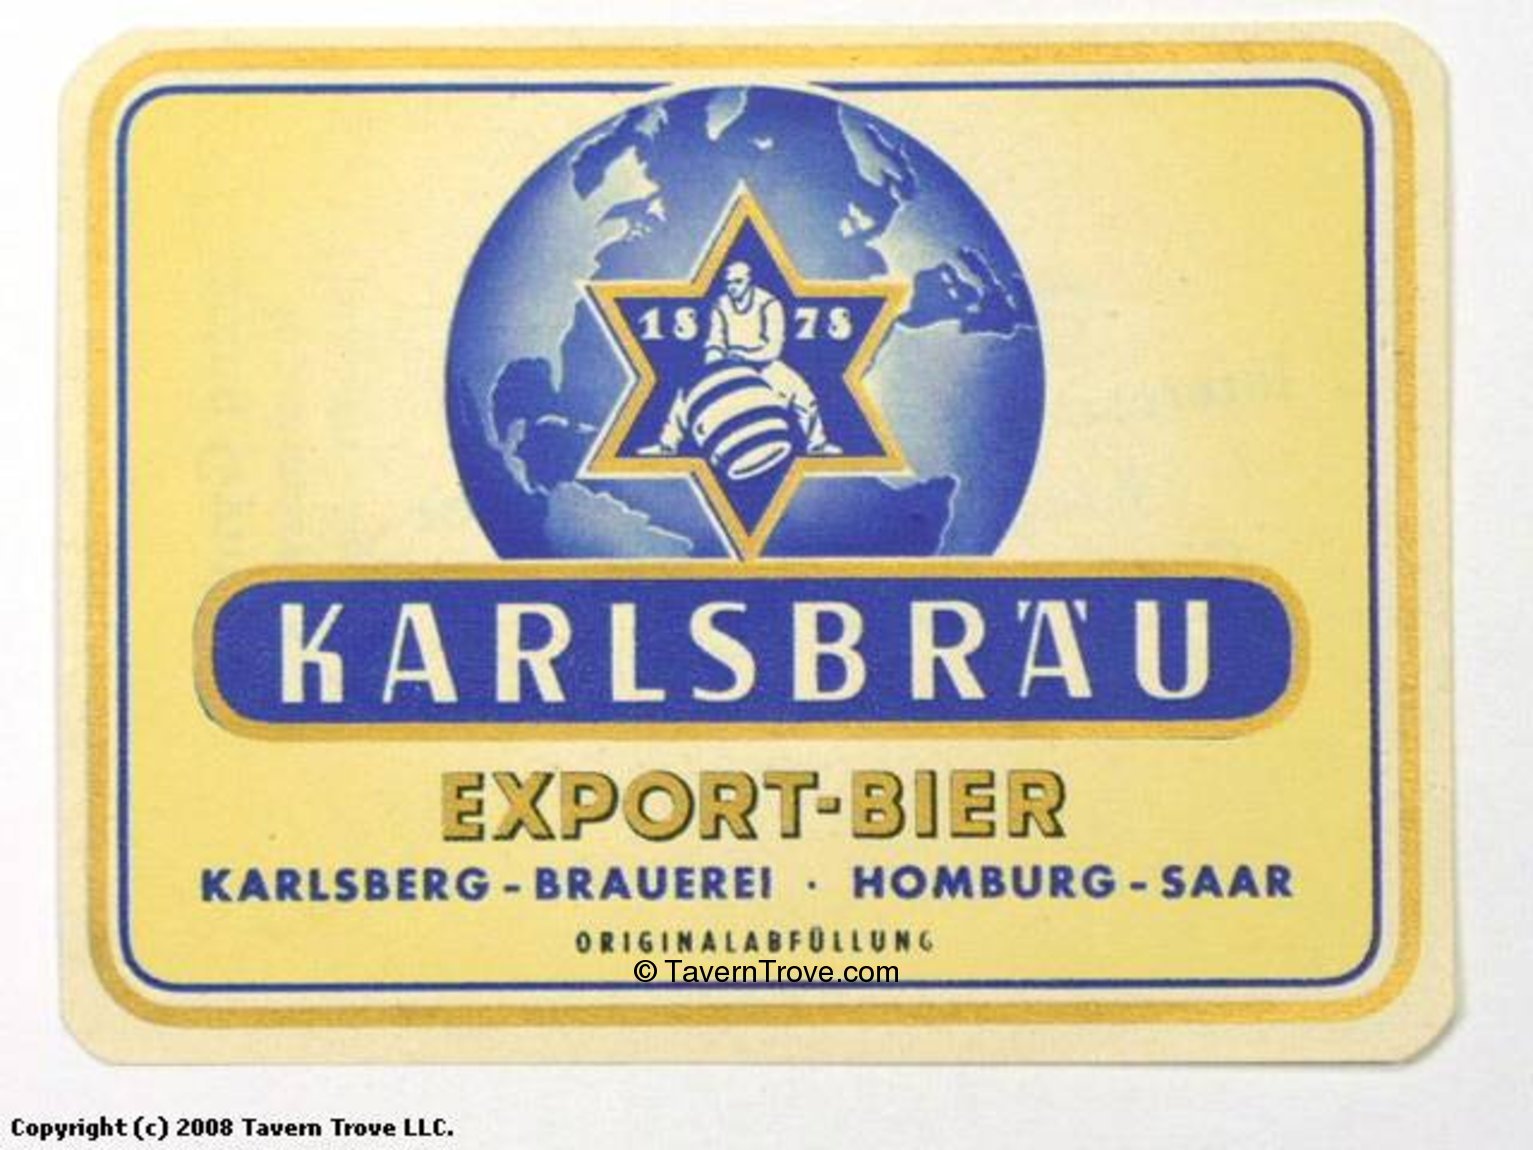 1878
KARLSBRÄU
EXPORT-BIER
KARLSBERG-BRAUEREI · HOMBURG-SAAR
ORIGINALABFÜLLUNG
© TavernTrove.com
Copyright (c) 2008 Tavern Trove LLC.